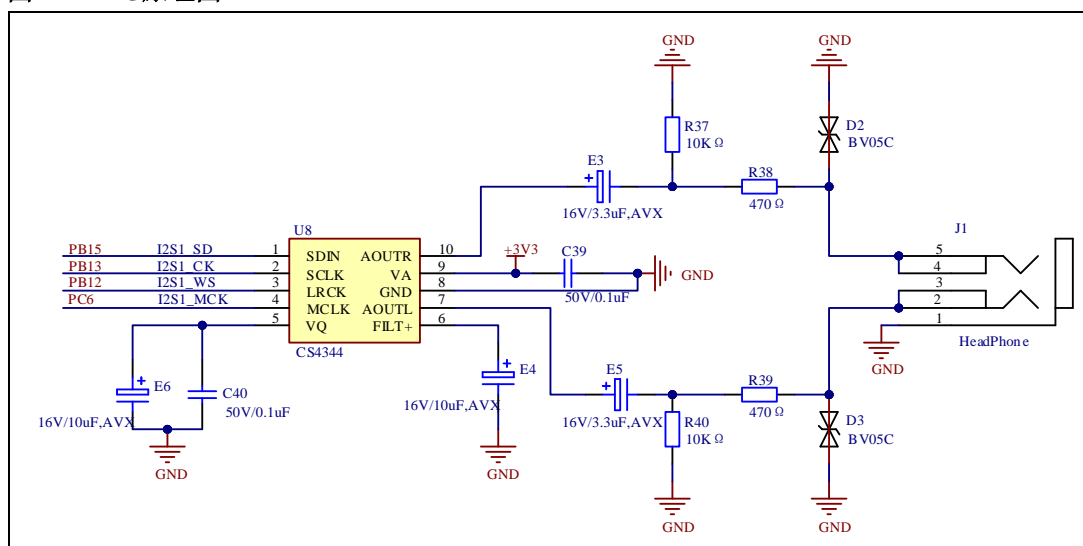 GND
GND
R37
10KΩ
D2
BV05C
E3
R38
16V/3.3uF,AVX
470Ω
J1
U8
PB15 I2S1_SD 1 SDIN AOUTR 10
PB13 I2S1_CK 2 SCLK VA 9
PB12 I2S1_WS 3 LRCK GND 8
PC6 I2S1_MCK 4 MCLK AOUTL 7
5 VQ FILT+ 6
CS4344
+3V3
C39
50V/0.1uF
GND
5
4
3
2
1
HeadPhone
GND
E6
16V/10uF,AVX
C40
50V/0.1uF
GND
E4
16V/10uF,AVX
GND
E5
16V/3.3uF,AVX
R39
470Ω
R40
10KΩ
D3
BV05C
GND
GND